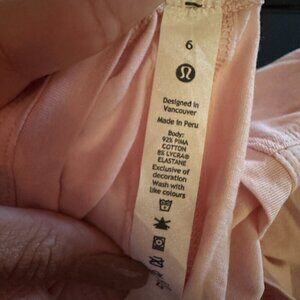 6
Designed in
Vancouver
Made in Peru
Body:
92% PIMA
COTTON
8% LYCRA®
ELASTANE
Exclusive of
decoration
Wash with
like colours